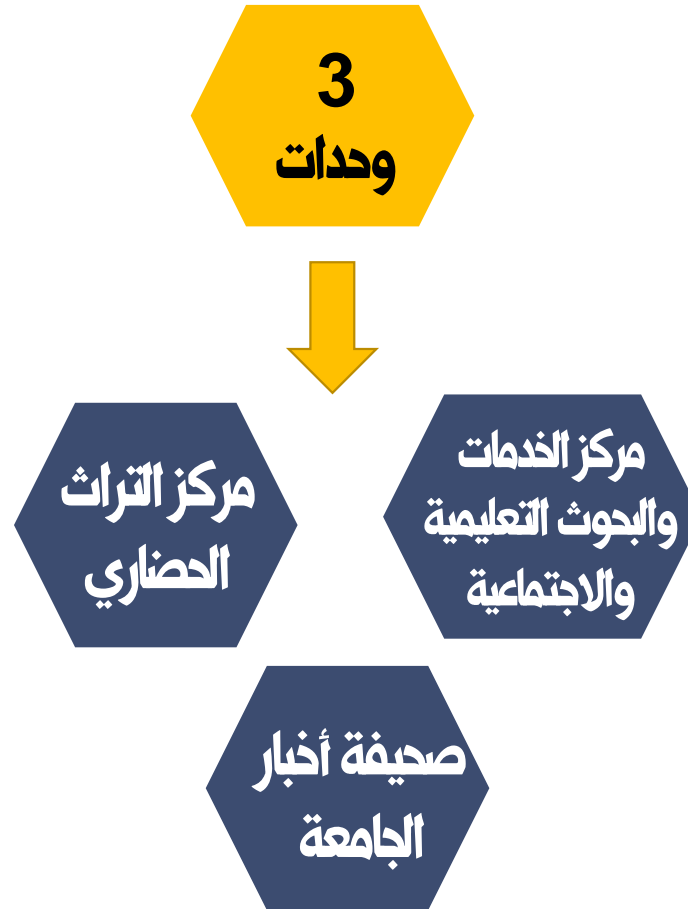 3
وحدات
مركز الخدمات
والبحوث التعليمية
والاجتماعية
مركز التراث
الحضاري
صحيفة أخبار
الجامعة